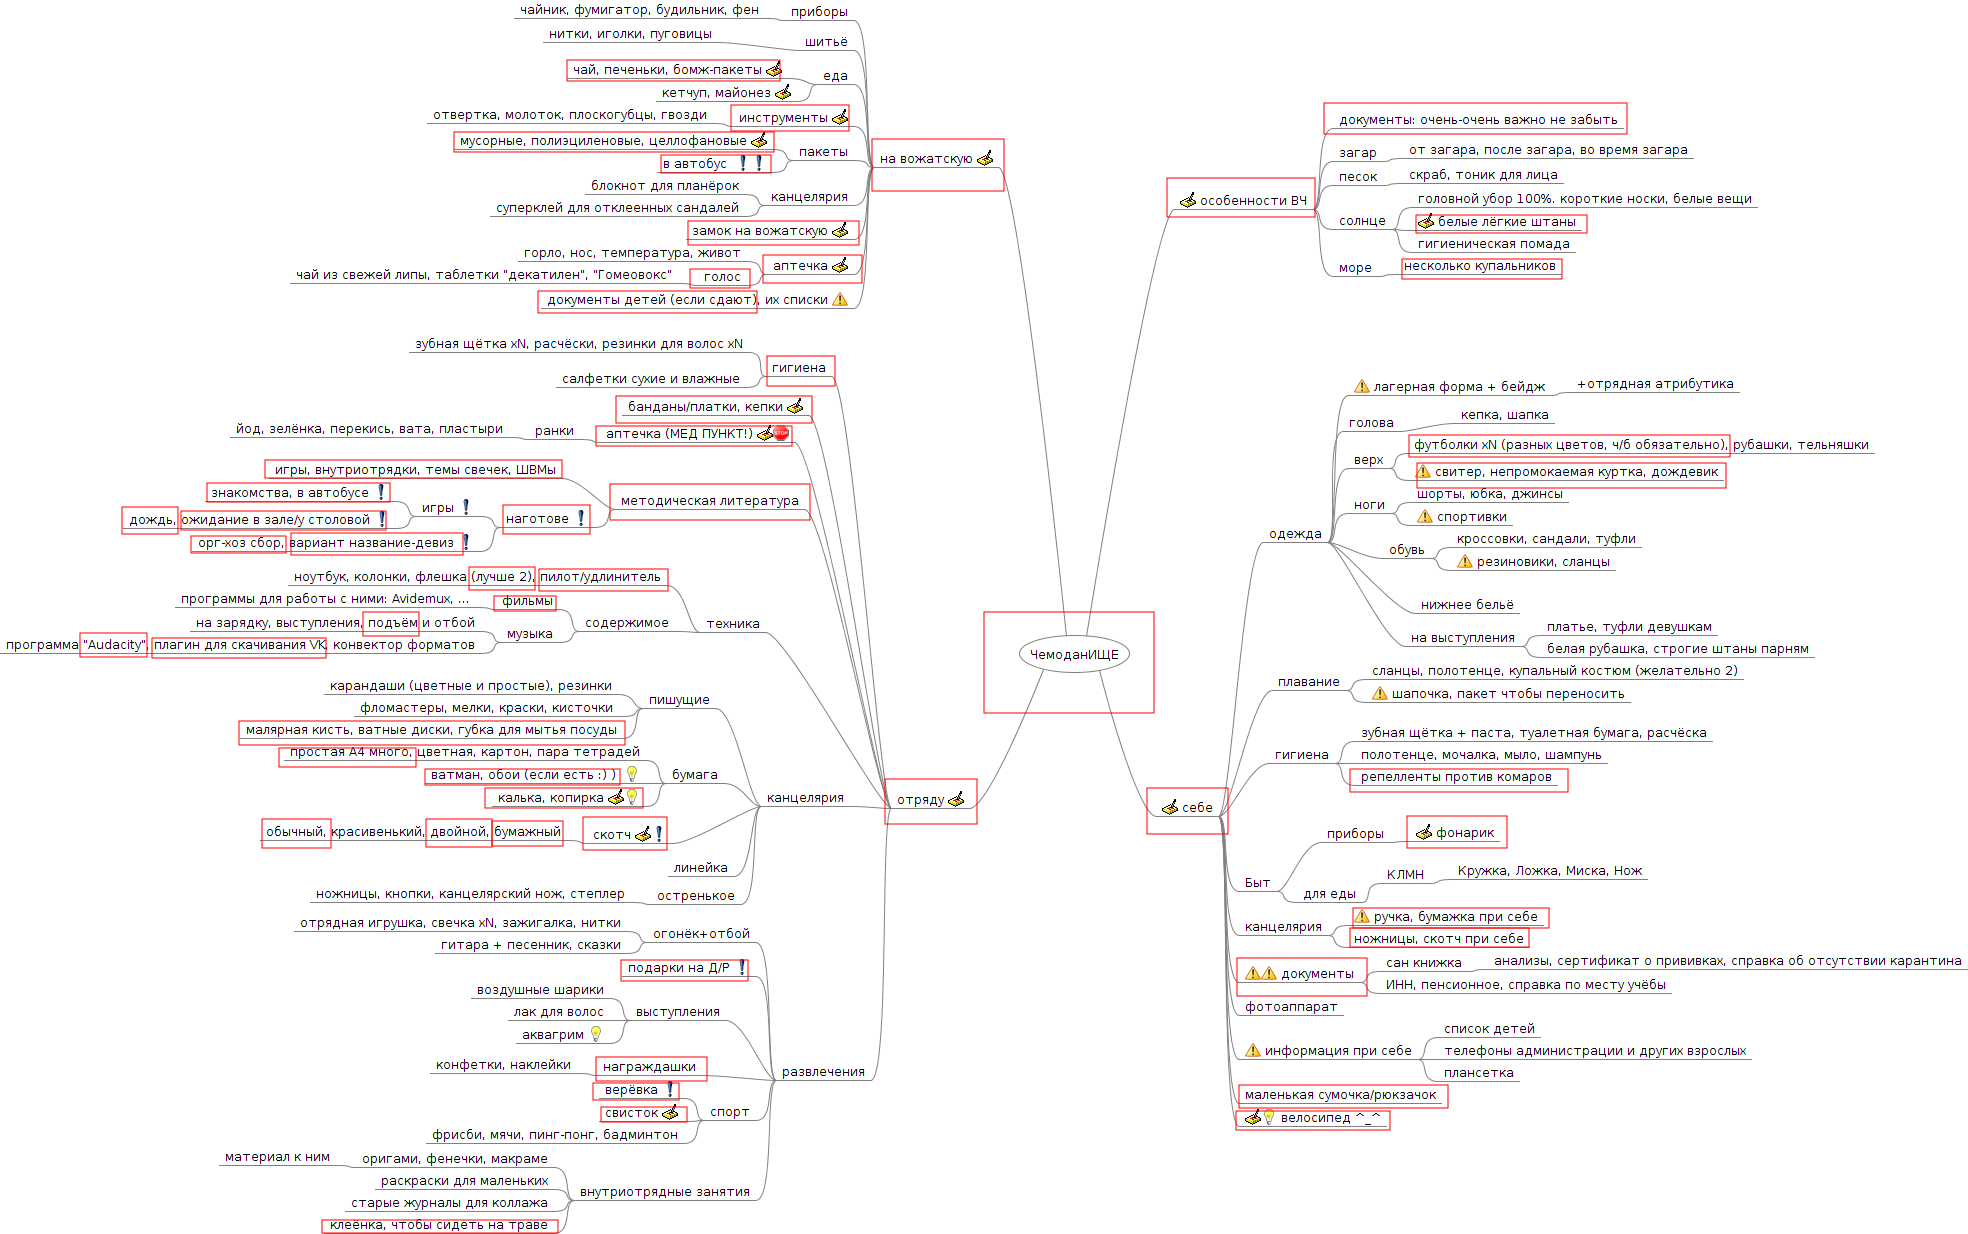 чайник, фумигатор, будильник, фен
приборы
нитки, иголки, пуговицы
шитьё
чай, печеньки, бомж-пакеты
еда
кетчуп, майонез
отвертка, молоток, плоскогубцы, гвозди
инструменты
мусорные, полиэциленовые, целлофановые
пакеты
в автобус
на вожатскую
блокнот для планёрок
канцелярия
суперклей для отклеенных сандалей
замок на вожатскую
горло, нос, температура, живот
аптечка
чай из свежей липы, таблетки "декатилен", "Гомеовокс"
голос
документы детей (если сдают), их списки
зубная щётка xN, расчёски, резинки для волос xN
гигиена
салфетки сухие и влажные
банданы/платки, кепки
йод, зелёнка, перекись, вата, пластыри
ранки
аптечка (МЕД ПУНКТ!)
игры, внутриотрядки, темы свечек, ШВМы
методическая литература
знакомства, в автобусе
игры
дождь, ожидание в зале/у столовой
наготове
орг-хоз сбор, вариант название-девиз
ноутбук, колонки, флешка (лучше 2), пилот/удлинитель
программы для работы с ними: Avidemux, ...
фильмы
на зарядку, выступления, подъём и отбой
музыка
содержимое
техника
программа "Audacity", плагин для скачивания VK, конвектор форматов
карандаши (цветные и простые), резинки
пишущие
фломастеры, мелки, краски, кисточки
малярная кисть, ватные диски, губка для мытья посуды
простая А4 много, цветная, картон, пара тетрадей
бумага
ватман, обои (если есть :) )
калька, копирка
канцелярия
отряду
обычный, красивенький, двойной, бумажный
скотч
линейка
ножницы, кнопки, канцелярский нож, степлер
остренькое
отрядная игрушка, свечка xN, зажигалка, нитки
огонёк+отбой
гитара + песенник, сказки
подарки на Д/Р
воздушные шарики
лак для волос
выступления
аквагрим
конфетки, наклейки
награждашки
развлечения
верёвка
свисток
спорт
фрисби, мячи, пинг-понг, бадминтон
материал к ним
оригами, фенечки, макраме
раскраски для маленьких
внутриотрядные занятия
старые журналы для коллажа
клеёнка, чтобы сидеть на траве
ЧемоданИЩЕ
особенности ВЧ
документы: очень-очень важно не забыть
загар
от загара, после загара, во время загара
песок
скраб, тоник для лица
солнце
головной убор 100%. короткие носки, белые вещи
белые лёгкие штаны
гигиеническая помада
море
несколько купальников
себе
одежда
лагерная форма + бейдж
+отрядная атрибутика
голова
кепка, шапка
верх
футболки xN (разных цветов, ч/б обязательно), рубашки, тельняшки
свитер, непромокаемая куртка, дождевик
ноги
шорты, юбка, джинсы
спортивки
обувь
кроссовки, сандали, туфли
резиновики, сланцы
нижнее бельё
на выступления
платье, туфли девушкам
белая рубашка, строгие штаны парням
плавание
сланцы, полотенце, купальный костюм (желательно 2)
шапочка, пакет чтобы переносить
гигиена
зубная щётка + паста, туалетная бумага, расчёска
полотенце, мочалка, мыло, шампунь
репелленты против комаров
Быт
приборы
фонарик
для еды
КЛМН
Кружка, Ложка, Миска, Нож
канцелярия
ручка, бумажка при себе
ножницы, скотч при себе
документы
сан книжка
анализы, сертификат о прививках, справка об отсутствии карантина
ИНН, пенсионное, справка по месту учёбы
фотоаппарат
информация при себе
список детей
телефоны администрации и других взрослых
плансетка
маленькая сумочка/рюкзачок
велосипед ^_^